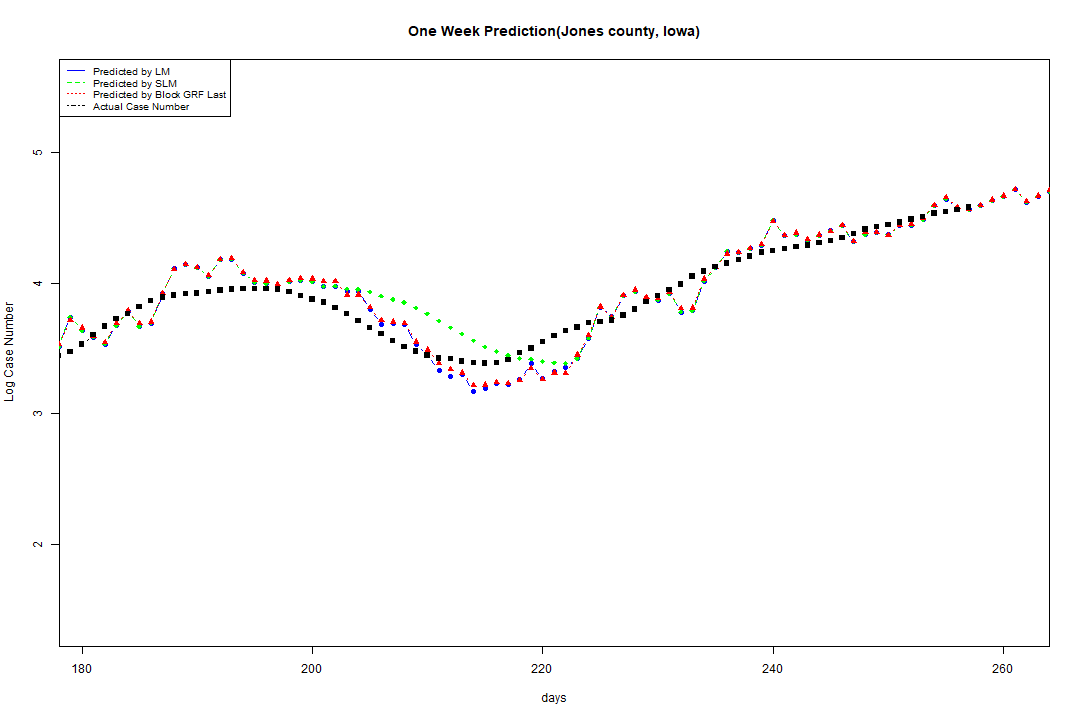 One Week Prediction(Jones county, Iowa)
Predicted by LM
Predicted by SLM
Predicted by Block GRF Last
Actual Case Number
5
4
3
2
Log Case Number
180 200 220 240 260
days